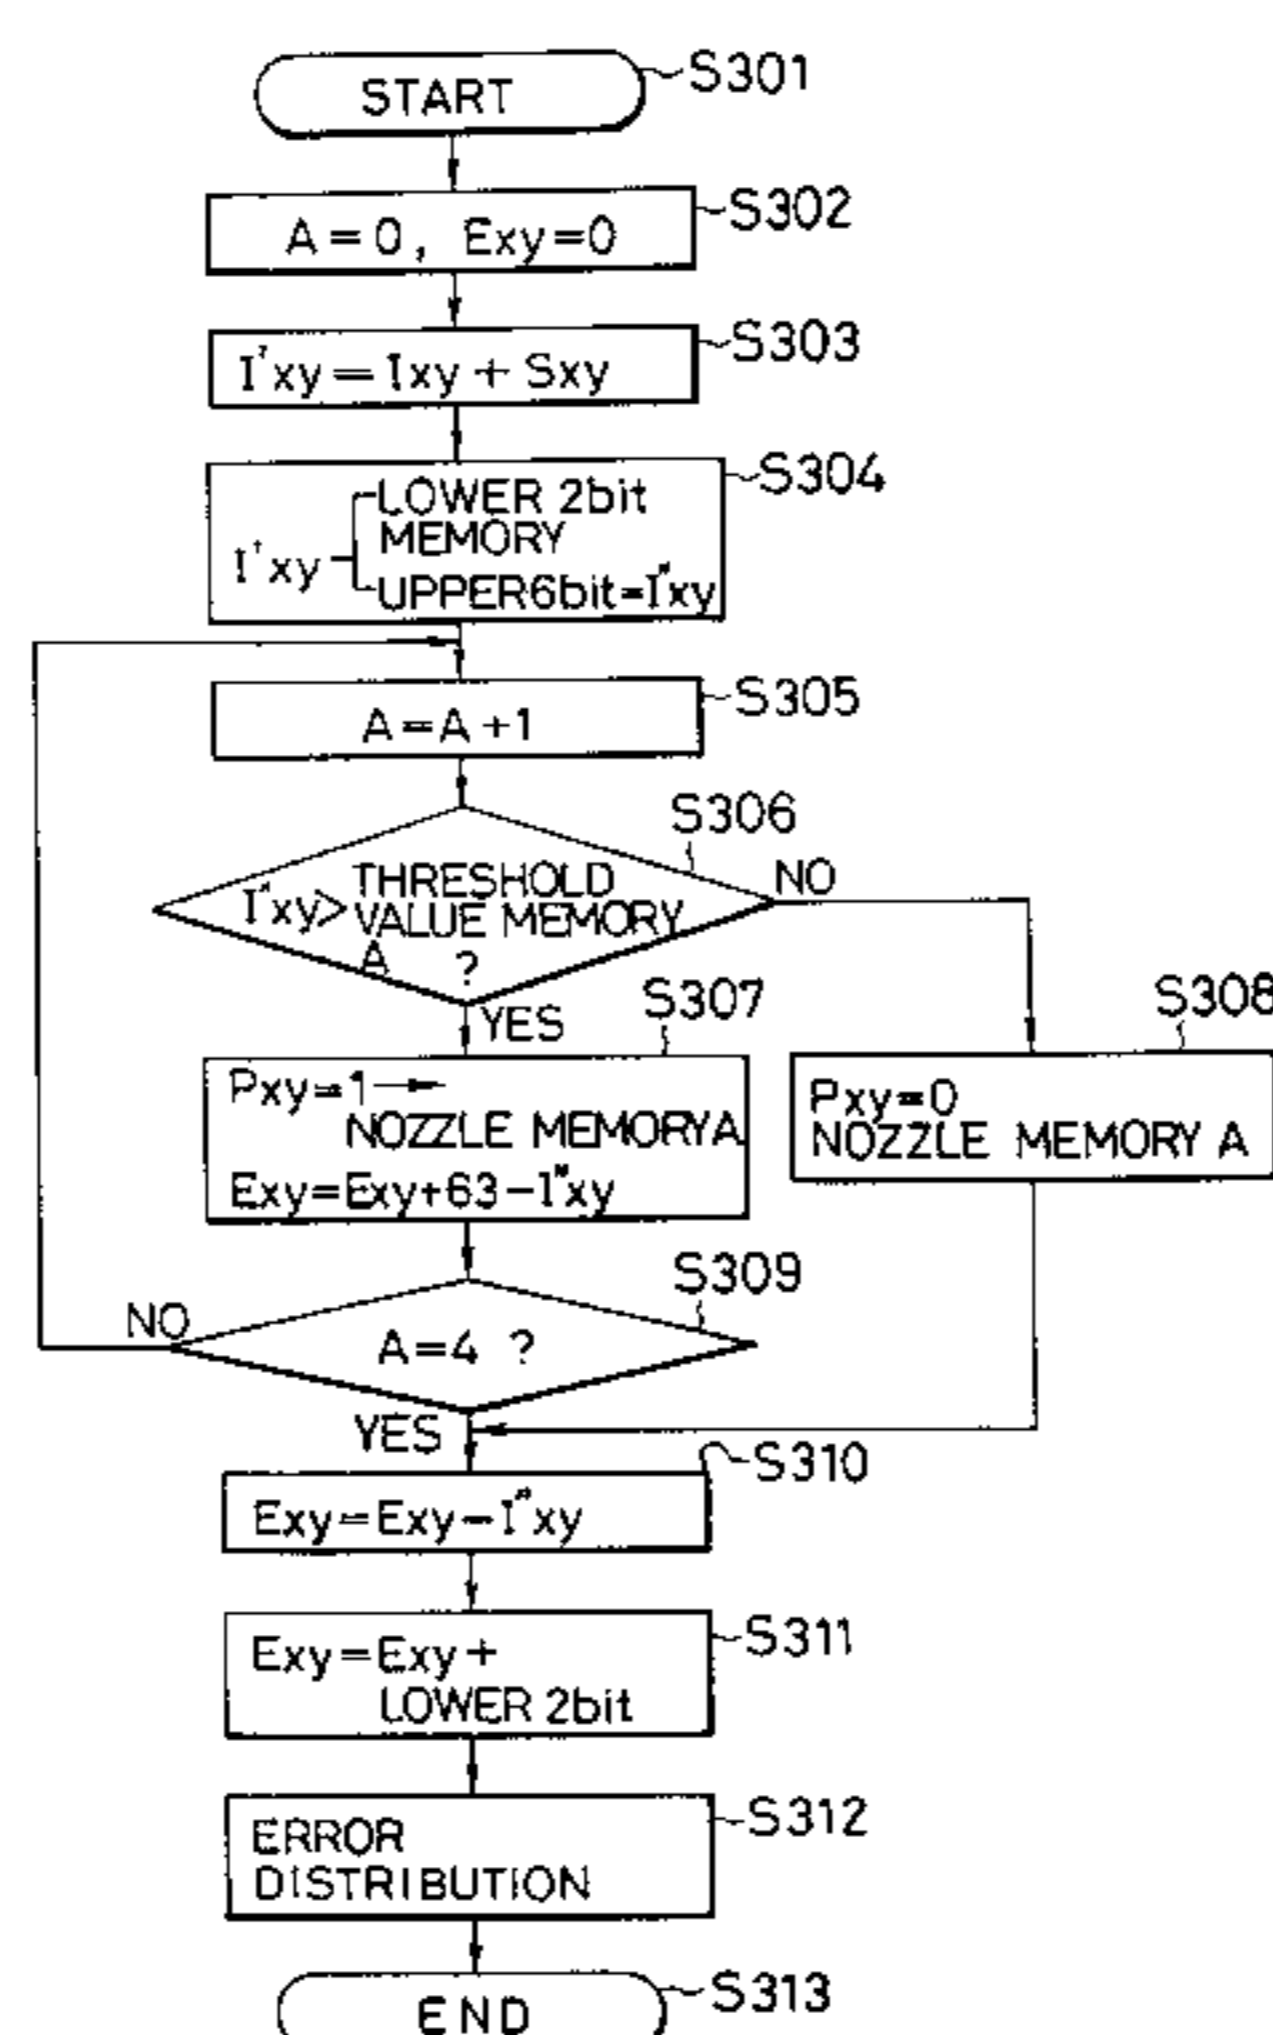 START
S301
A=0, Exy=0
S302
I'xy=Ixy+Sxy
S303
S304
LOWER 2bit
MEMORY
I'xy
UPPER6bit=I"xy
A=A+1
S305
S306
I"xy> THRESHOLD
VALUE MEMORY
A ?
NO
YES
S307
Pxy=1→
NOZZLE MEMORY A
Exy=Exy+63-I"xy
S308
Pxy=0
NOZZLE MEMORY A
S309
A=4 ?
NO
YES
S310
Exy=Exy-I"xy
S311
Exy=Exy+
LOWER 2bit
S312
ERROR
DISTRIBUTION
END
S313